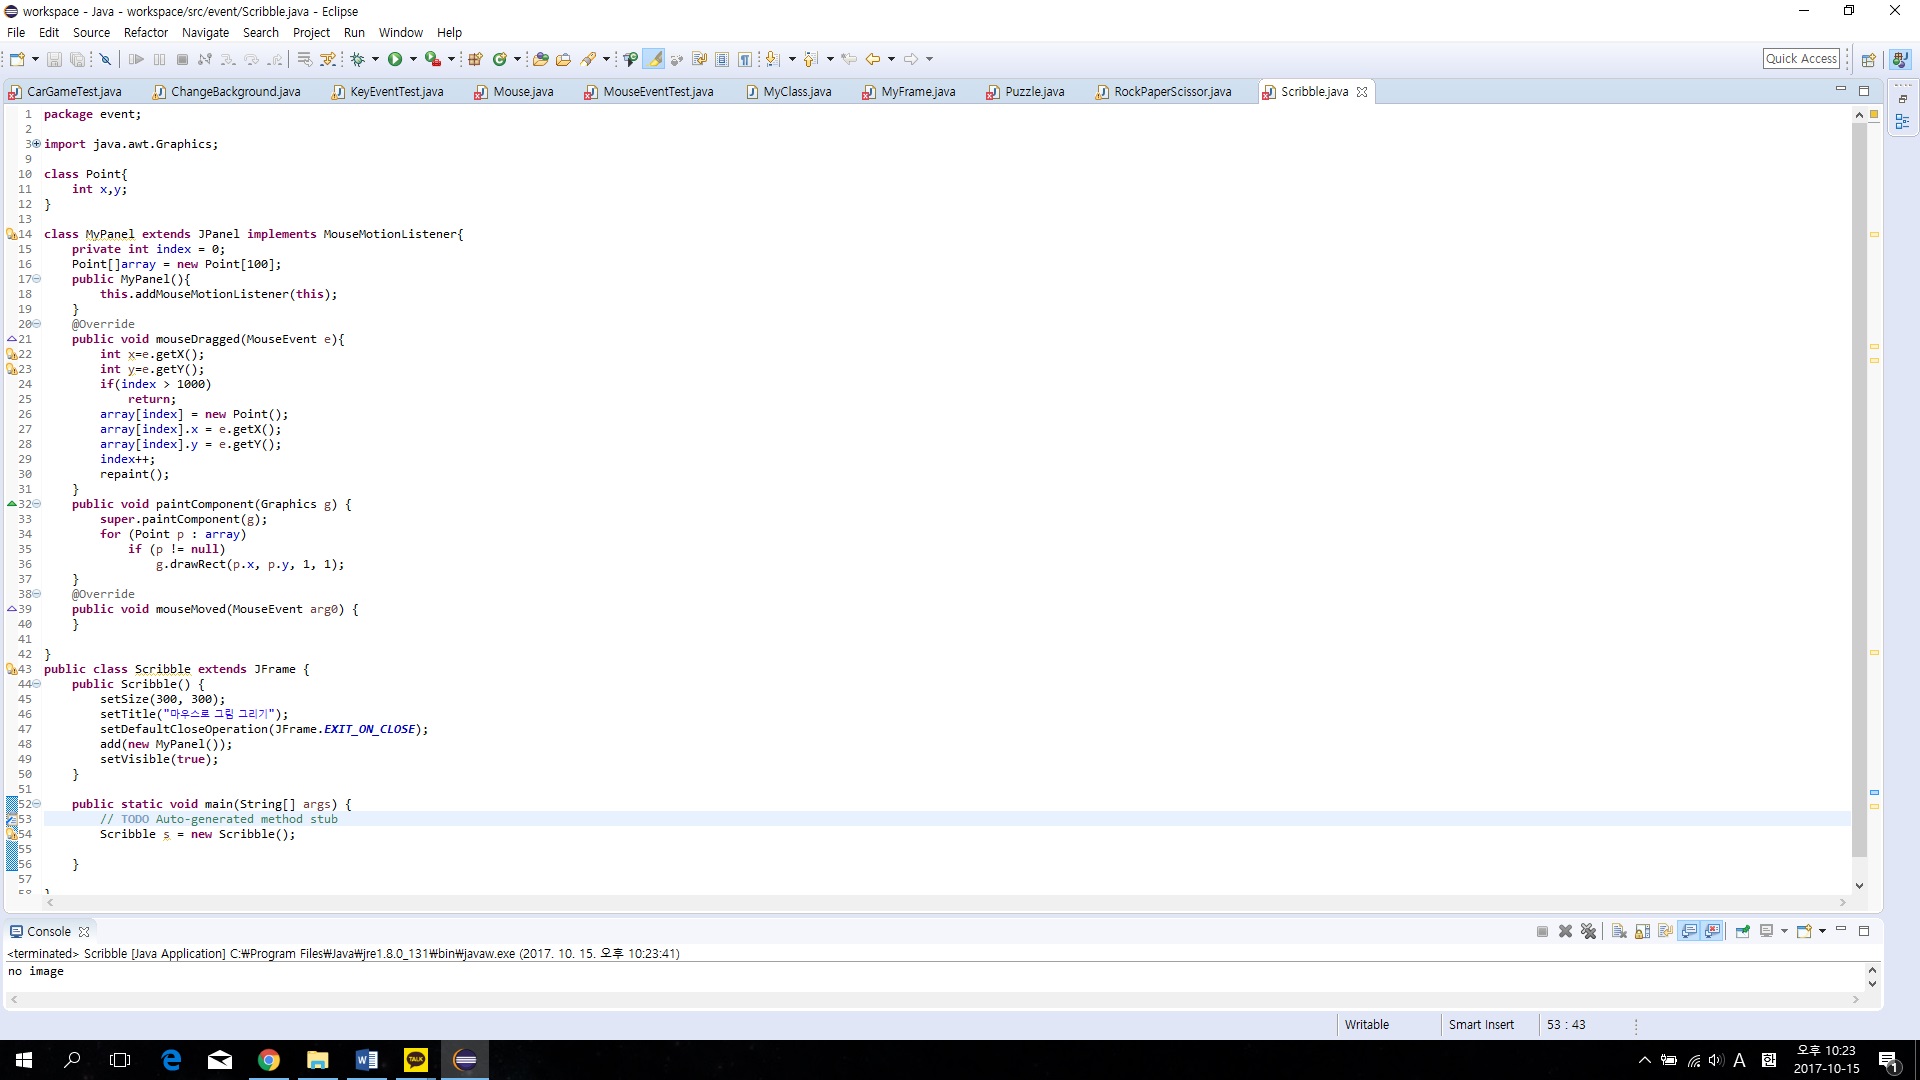 workspace - Java - workspace/src/event/Scribble.java - Eclipse
File Edit Source Refactor Navigate Search Project Run Window Help
Quick Access
CarGameTest.java ChangeBackground.java KeyEventTest.java Mouse.java MouseEventTest.java MyClass.java MyFrame.java Puzzle.java RockPaperScissor.java Scribble.java
1 package event;
2
3 import java.awt.Graphics;
9
10 class Point{
11 int x,y;
12 }
13
14 class MyPanel extends JPanel implements MouseMotionListener{
15 private int index = 0;
16 Point[]array = new Point[100];
17 public MyPanel(){
18 this.addMouseMotionListener(this);
19 }
20 @Override
21 public void mouseDragged(MouseEvent e){
22 int x=e.getX();
23 int y=e.getY();
24 if(index > 1000)
25 return;
26 array[index] = new Point();
27 array[index].x = e.getX();
28 array[index].y = e.getY();
29 index++;
30 repaint();
31 }
32 public void paintComponent(Graphics g) {
33 super.paintComponent(g);
34 for (Point p : array)
35 if (p != null)
36 g.drawRect(p.x, p.y, 1, 1);
37 }
38 @Override
39 public void mouseMoved(MouseEvent arg0) {
40 }
41
42 }
43 public class Scribble extends JFrame {
44 public Scribble() {
45 setSize(300, 300);
46 setTitle("마우스로 그림 그리기");
47 setDefaultCloseOperation(JFrame.EXIT_ON_CLOSE);
48 add(new MyPanel());
49 setVisible(true);
50 }
51
52 public static void main(String[] args) {
53 // TODO Auto-generated method stub
54 Scribble s = new Scribble();
55
56 }
57
58 }
Console
<terminated> Scribble [Java Application] C:₩Program Files₩Java₩jre1.8.0_131₩bin₩javaw.exe (2017. 10. 15. 오후 10:23:41)
no image
Writable Smart Insert 53 : 43
TALK
A 한 오후 10:23
2017-10-15
1